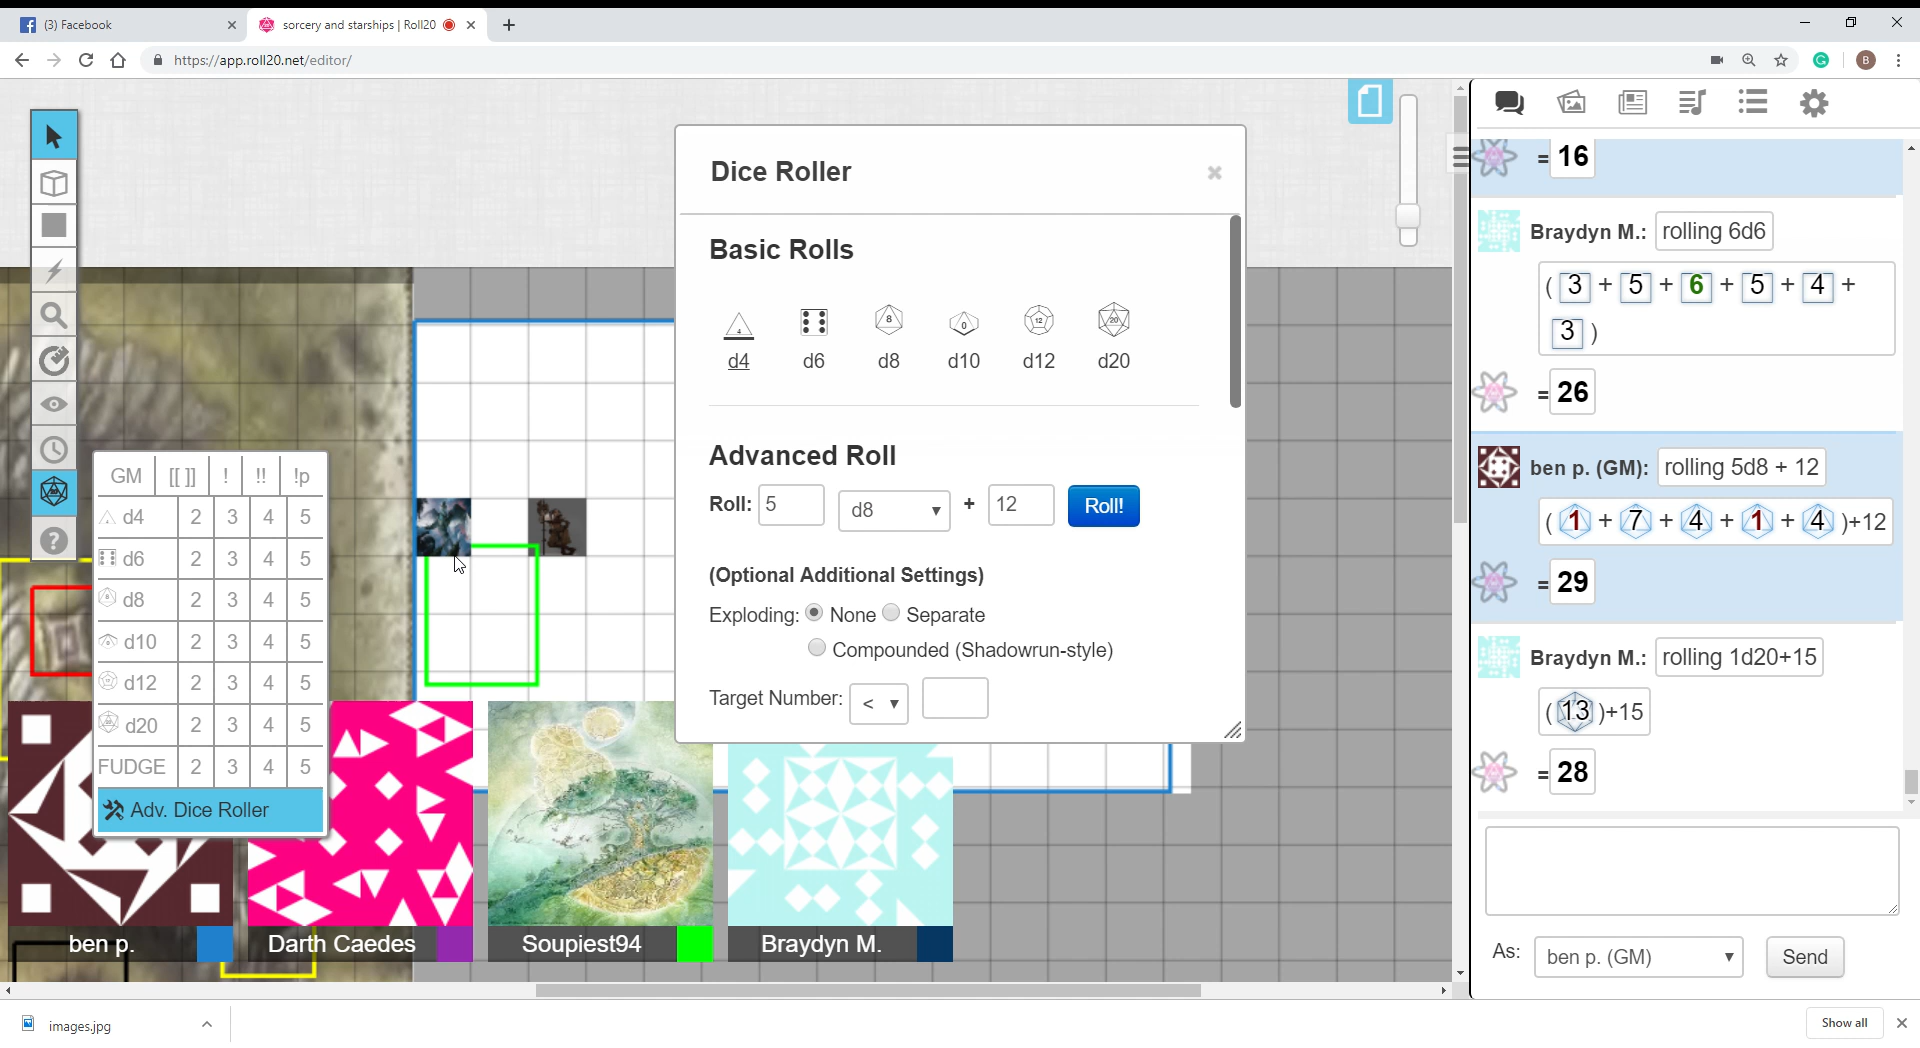 (3) Facebook
sorcery and starships | Roll20
https://app.roll20.net/editor/
B
Dice Roller
Basic Rolls
4 8 0 12 20
d4 d6 d8 d10 d12 d20
Advanced Roll
Roll: 5 d8 + 12 Roll!
(Optional Additional Settings)
Exploding: None Separate
Compounded (Shadowrun-style)
Target Number: <
GM [[ ]] ! !! !p
d4 2 3 4 5
d6 2 3 4 5
d8 2 3 4 5
d10 2 3 4 5
d12 2 3 4 5
d20 2 3 4 5
FUDGE 2 3 4 5
Adv. Dice Roller
ben p.
Darth Caedes
Soupiest94
Braydyn M.
= 16
Braydyn M.: rolling 6d6
( 3 + 5 + 6 + 5 + 4 +
3 )
= 26
ben p. (GM): rolling 5d8 + 12
( 1 + 7 + 4 + 1 + 4 )+12
= 29
Braydyn M.: rolling 1d20+15
( 13 )+15
= 28
As: ben p. (GM) Send
images.jpg
Show all